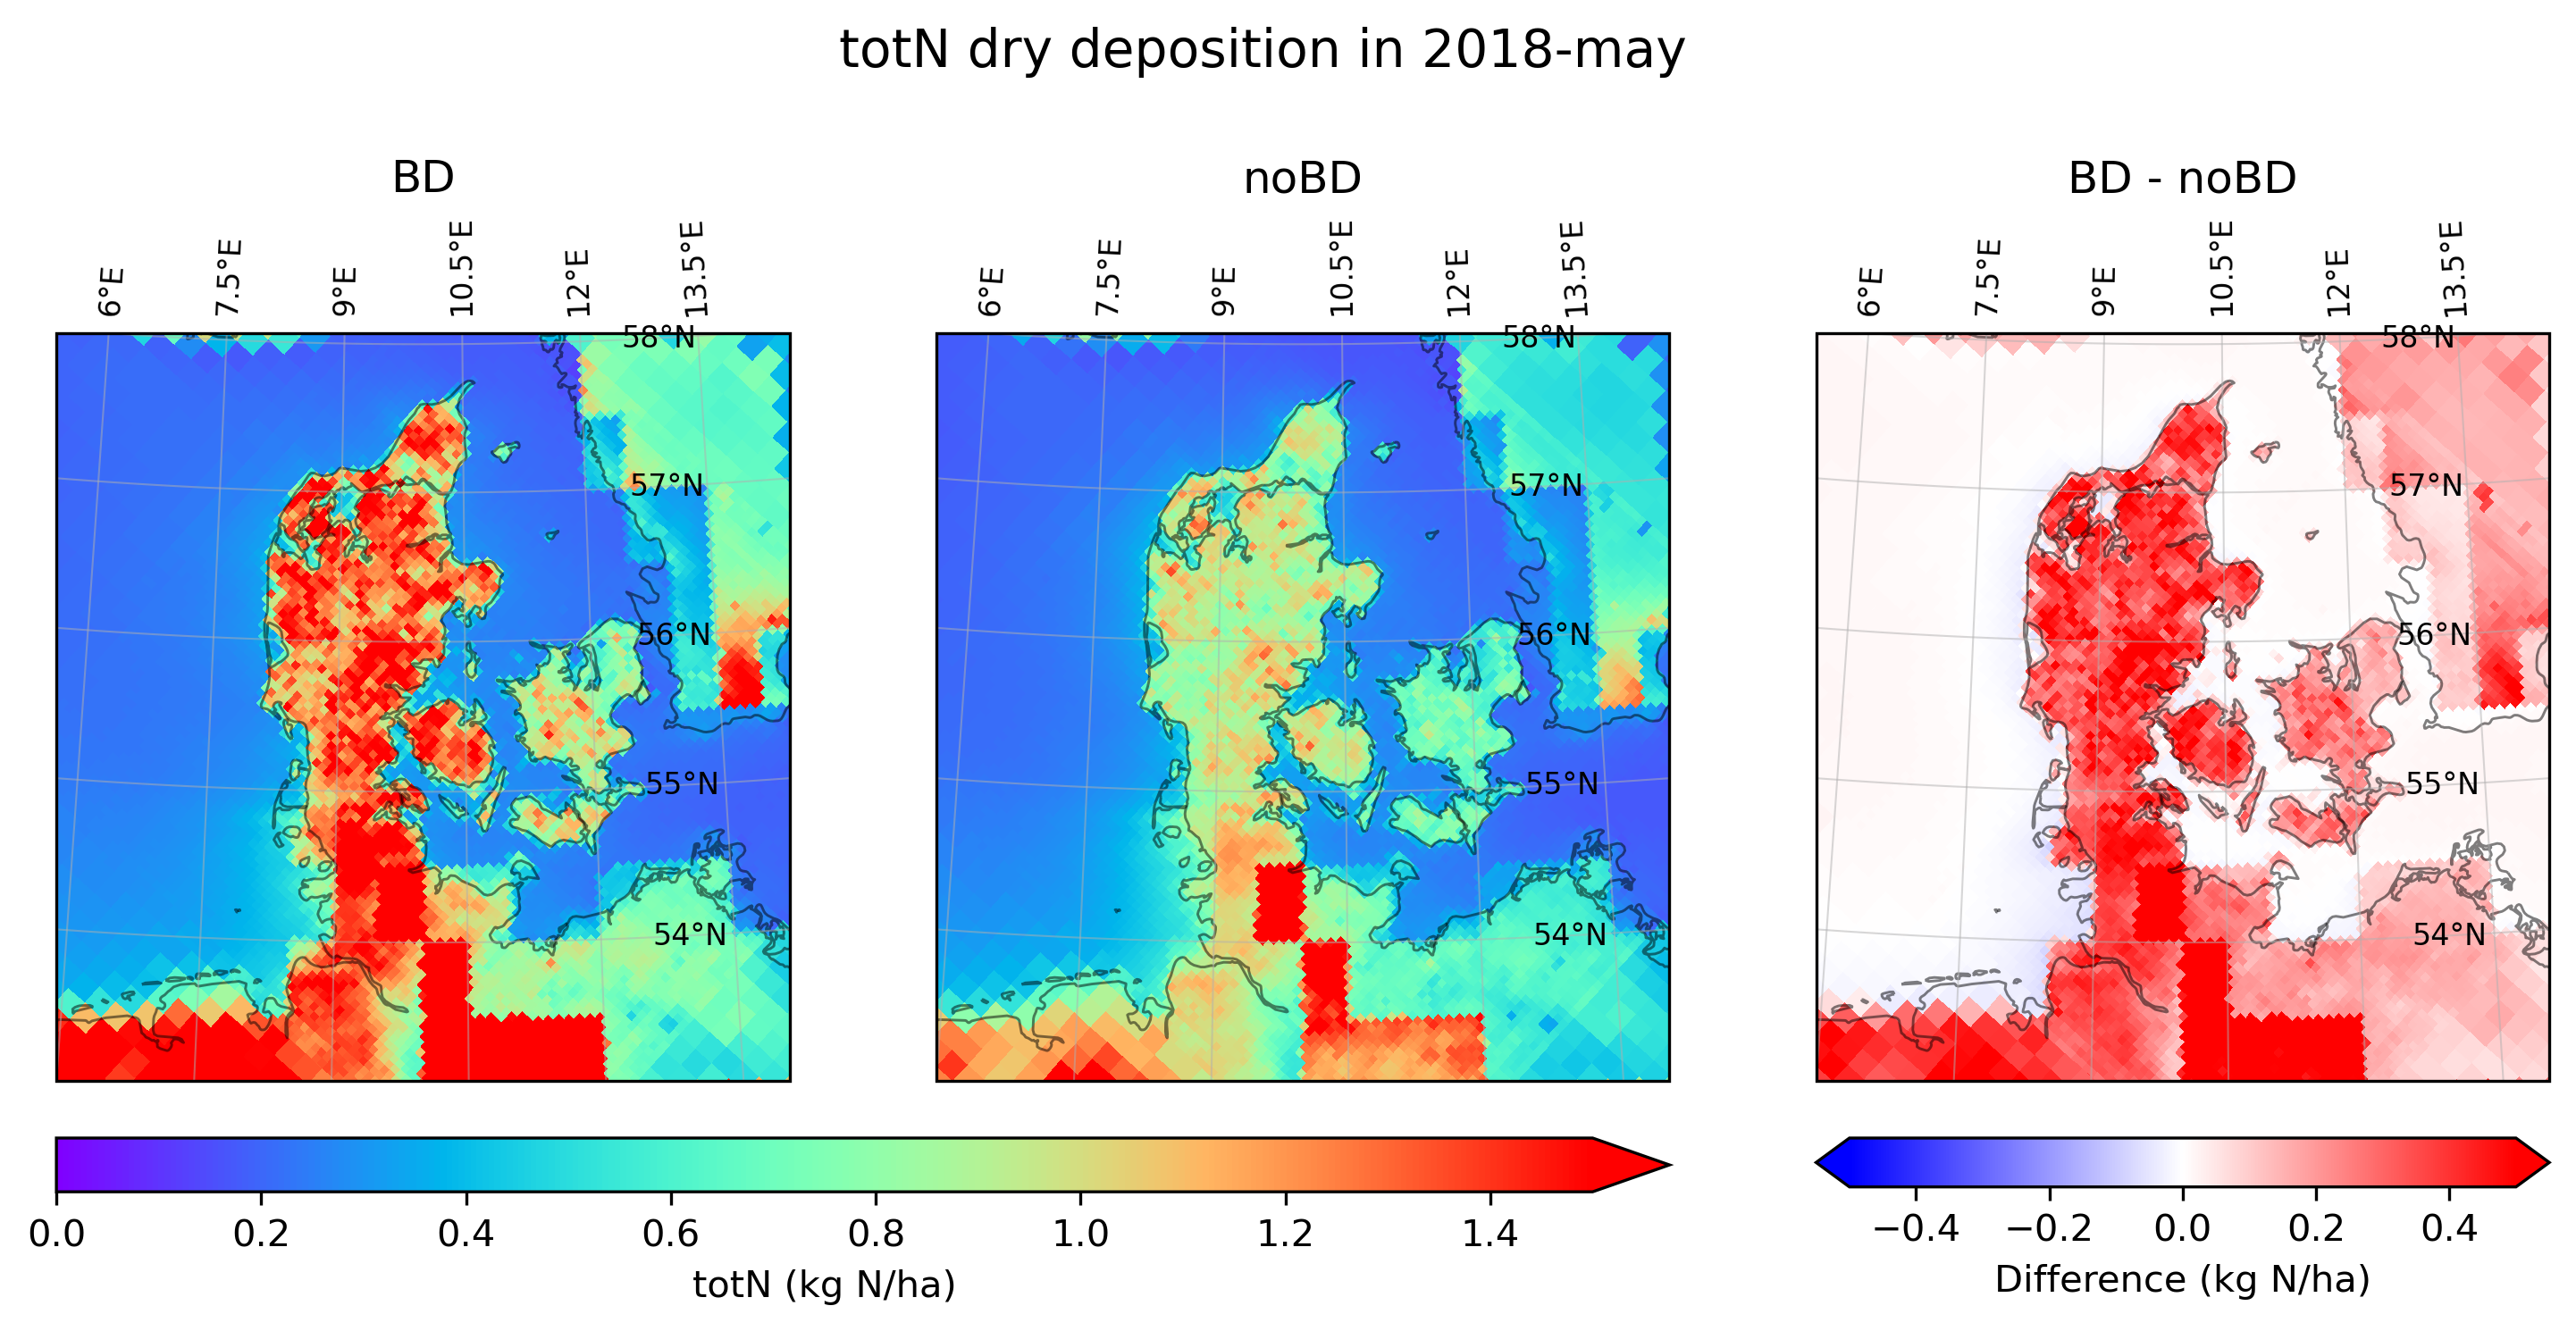 totN dry deposition in 2018-may
BD
noBD
BD - noBD
6°E 7.5°E 9°E 10.5°E 12°E 13.5°E
6°E 7.5°E 9°E 10.5°E 12°E 13.5°E
6°E 7.5°E 9°E 10.5°E 12°E 13.5°E
58°N 58°N 58°N
57°N 57°N 57°N
56°N 56°N 56°N
55°N 55°N 55°N
54°N 54°N 54°N
0.0 0.2 0.4 0.6 0.8 1.0 1.2 1.4
totN (kg N/ha)
−0.4 −0.2 0.0 0.2 0.4
Difference (kg N/ha)